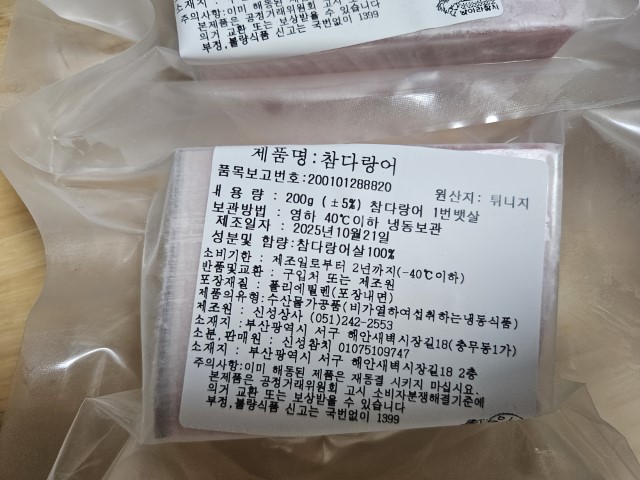 소재지 :
주의사항:이미 해동된 제품은
본제품은 공정거래위원회 고시
의거 교환 또는 보상받을 수 있습니다
부정,불량식품 신고는 국번없이 1399
제품명:참다랑어
품목보고번호:200101288820
원산지: 튀니지
내 용 량 : 200g (±5%) 참다랑어 1번뱃살
보관방법 : 영하 40℃이하 냉동보관
제조일자 : 2025년10월21일
성분및 함량:참다랑어살100%
소비기한 : 제조일로부터 2년까지(-40℃이하)
반품및교환 : 구입처 또는 제조원
포장재질 : 폴리에틸렌(포장내면)
제품의유형:수산물가공품(비가열하여섭취하는냉동식품)
제조원 : 신성상사 (051)242-2553
소재지 : 부산광역시 서구 해안새벽시장길18(충무동1가)
소분,판매원 : 신성참치 01075109747
소재지 : 부산광역시 서구 해안새벽시장길18 2층
주의사항:이미 해동된 제품은 재동결 시키지 마십시요.
본제품은 공정거래위원회 고시 소비자분쟁해결기준에
의거 교환 또는 보상받을 수 있습니다
부정,불량식품 신고는 국번없이 1399